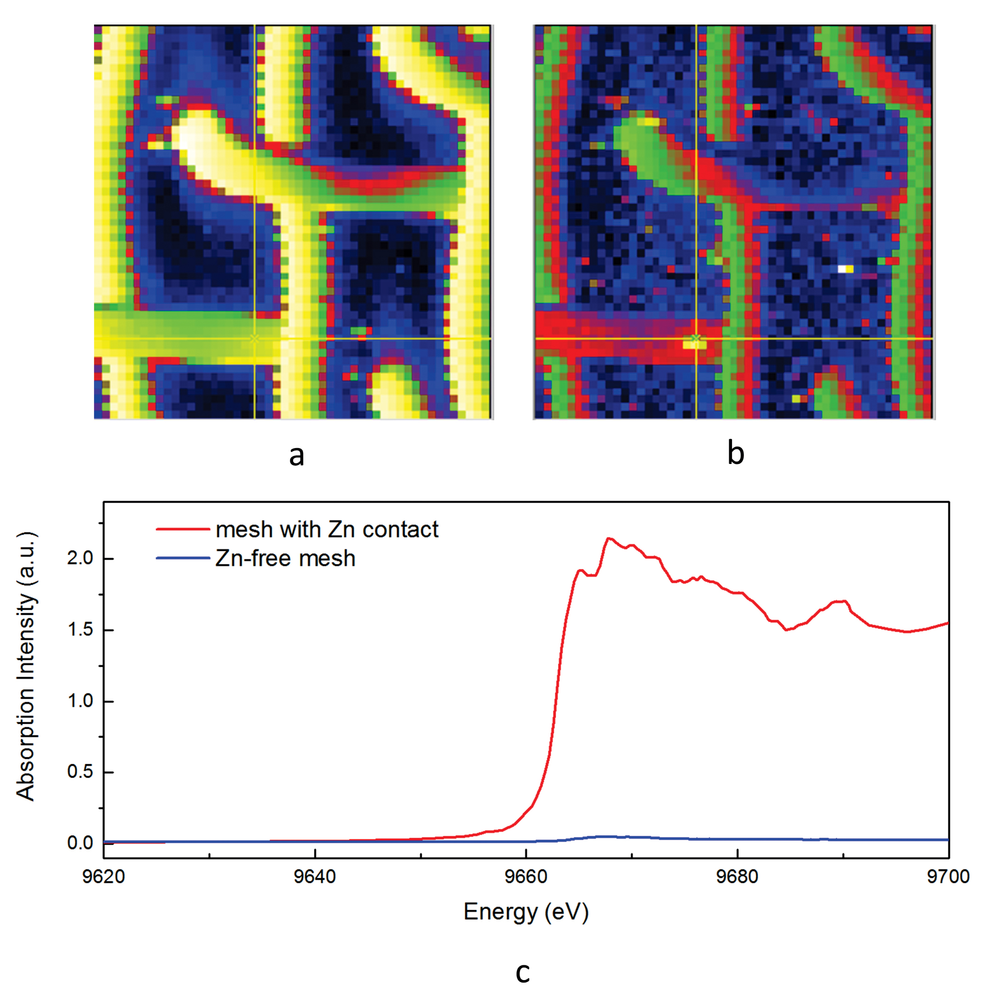 a
b
mesh with Zn contact
Zn-free mesh
Absorption Intensity (a.u.)
2.0
1.5
1.0
0.5
0.0
9620 9640 9660 9680 9700
Energy (eV)
c